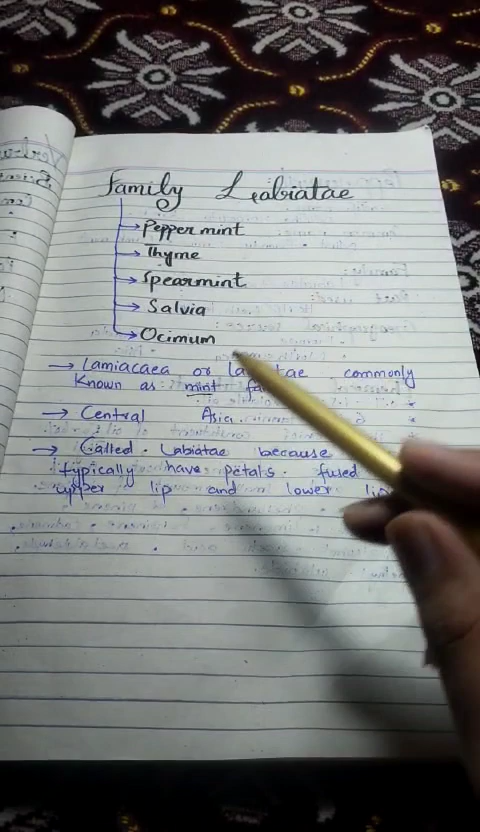 Family Labiatae
Peppermint
Thyme
Spearmint
Salvia
Ocimum
→ Lamiacaea or commonly
Known as mint
→ Central Asia
→ Called Labiatae because
typically have petals fused
upper lip and lower